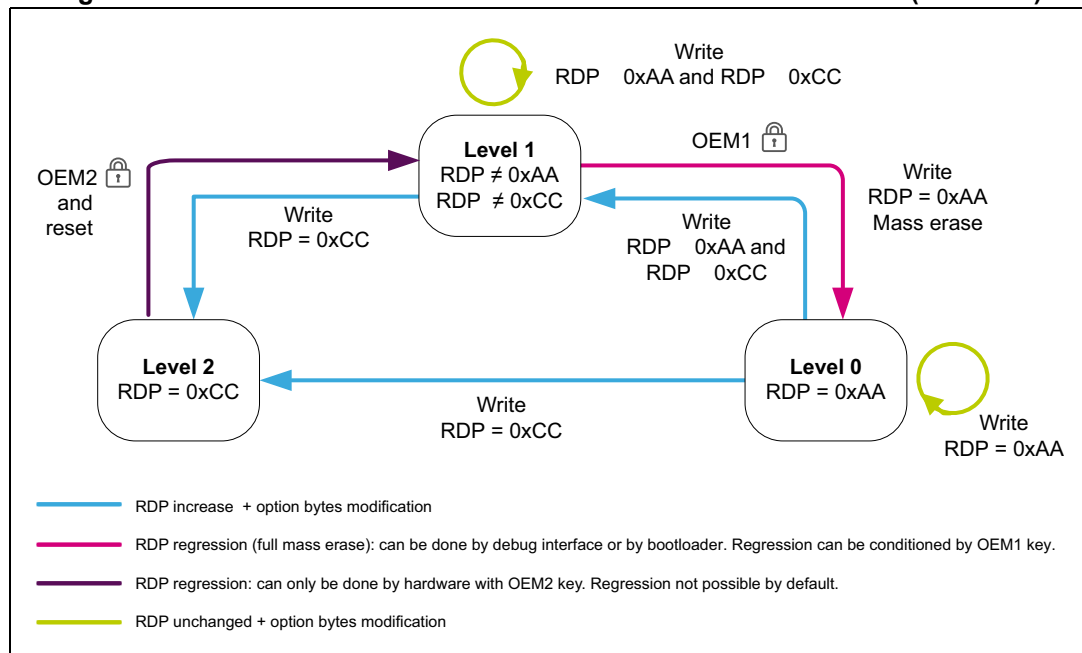 Write
RDP 0xAA and RDP 0xCC
Level 1
RDP ≠ 0xAA
RDP ≠ 0xCC
OEM1
OEM2
and
reset
Write
RDP = 0xAA
Mass erase
Write
RDP = 0xCC
Write
RDP 0xAA and
RDP 0xCC
Level 2
RDP = 0xCC
Level 0
RDP = 0xAA
Write
RDP = 0xCC
Write
RDP = 0xAA
RDP increase + option bytes modification
RDP regression (full mass erase): can be done by debug interface or by bootloader. Regression can be conditioned by OEM1 key.
RDP regression: can only be done by hardware with OEM2 key. Regression not possible by default.
RDP unchanged + option bytes modification